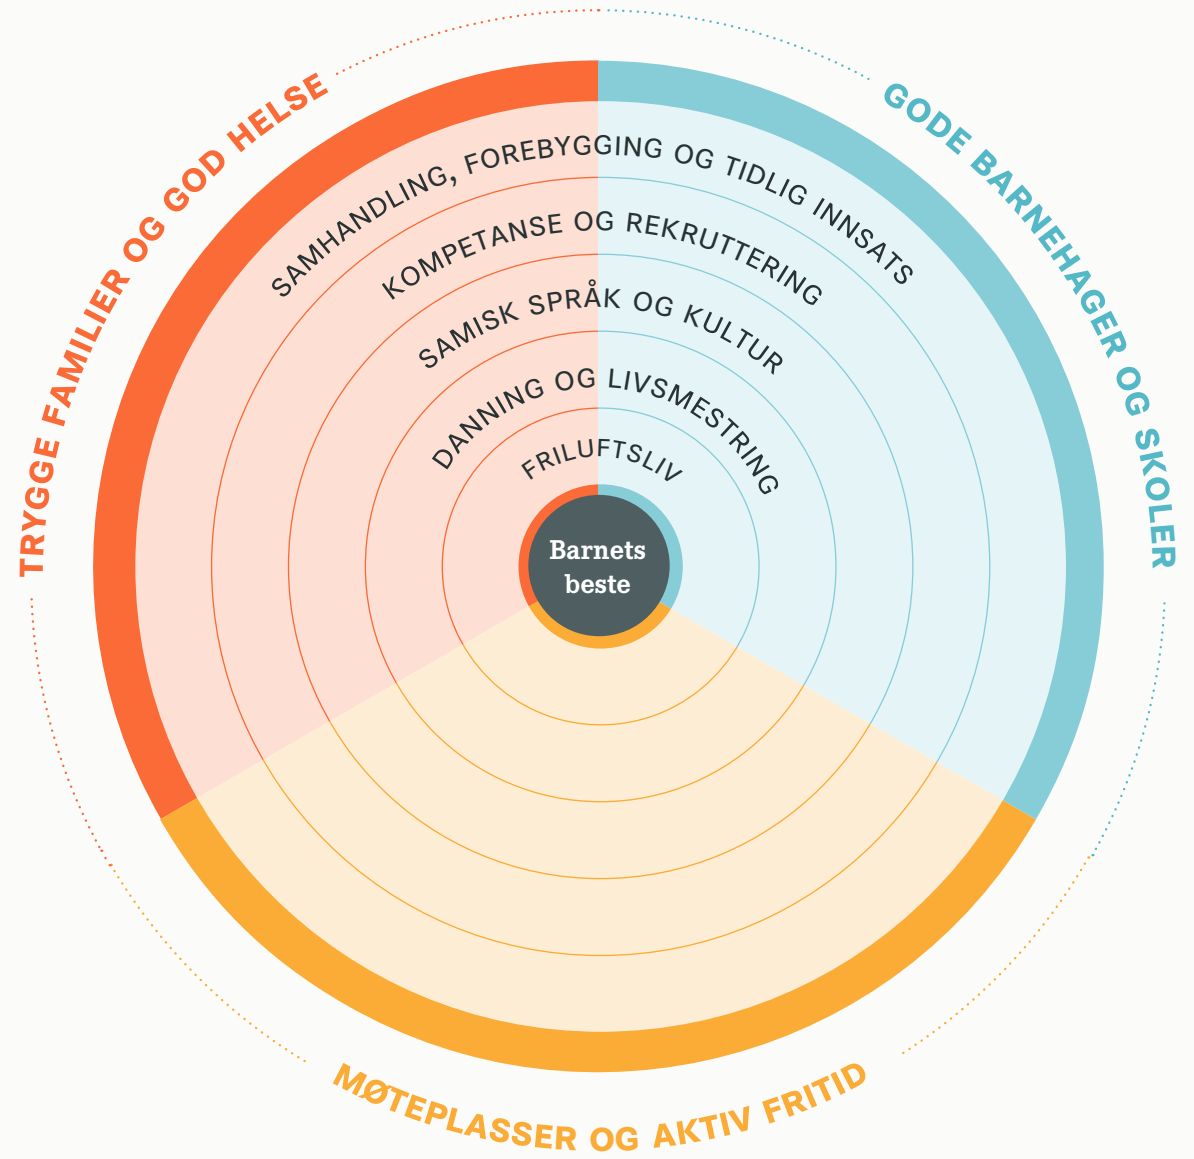 TRYGGE FAMILIER OG GOD HELSE
GODE BARNEHAGER OG SKOLER
SAMHANDLING, FOREBYGGING OG TIDLIG INNSATS
KOMPETANSE OG REKRUTTERING
SAMISK SPRÅK OG KULTUR
DANNING OG LIVSMESTRING
FRILUFTSLIV
Barnets
beste
MØTEPLASSER OG AKTIV FRITID